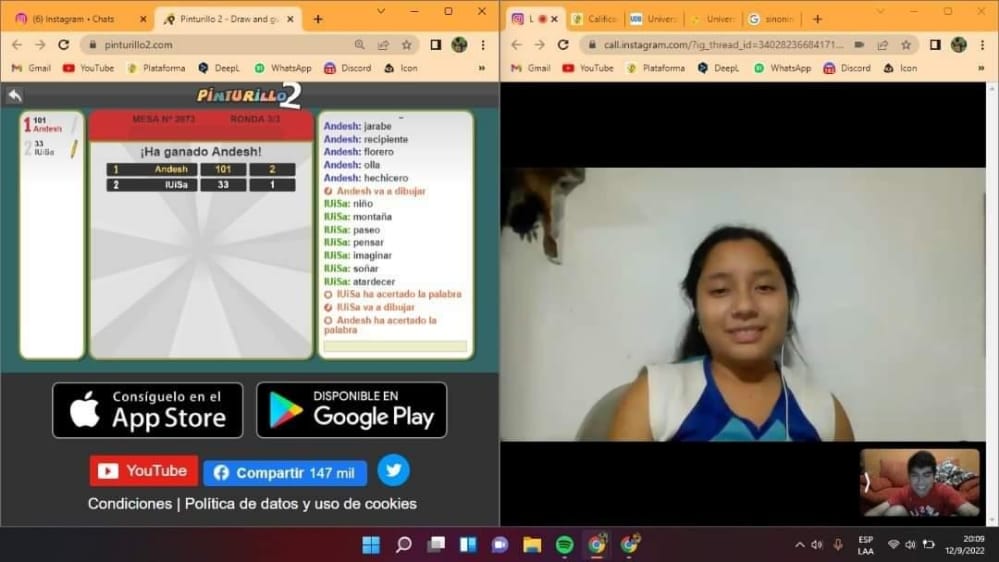 (6) Instagram • Chats
Pinturillo 2 - Draw and gu
pinturillo2.com
Gmail
YouTube
Plataforma
DeepL
WhatsApp
Discord
Icon
PINTURILLO 2
1 101
Andesh
2 33
IUiSa
MESA Nº 3873 RONDA 3/3
¡Ha ganado Andesh!
1 Andesh 101 2
2 IUiSa 33 1
Andesh: jarabe
Andesh: recipiente
Andesh: florero
Andesh: olla
Andesh: hechicero
Andesh va a dibujar
IUiSa: niño
IUiSa: montaña
IUiSa: paseo
IUiSa: pensar
IUiSa: imaginar
IUiSa: soñar
IUiSa: atardecer
IUiSa ha acertado la palabra
IUiSa va a dibujar
Andesh ha acertado la
palabra
Consíguelo en el
App Store
DISPONIBLE EN
Google Play
YouTube
Compartir 147 mil
Condiciones | Política de datos y uso de cookies
L
Califica
UDB
Univers
Univers
sinonin
call.instagram.com/?ig_thread_id=34028236684171...
Gmail
YouTube
Plataforma
DeepL
WhatsApp
Discord
Icon
ESP
LAA
20:09
12/9/2022